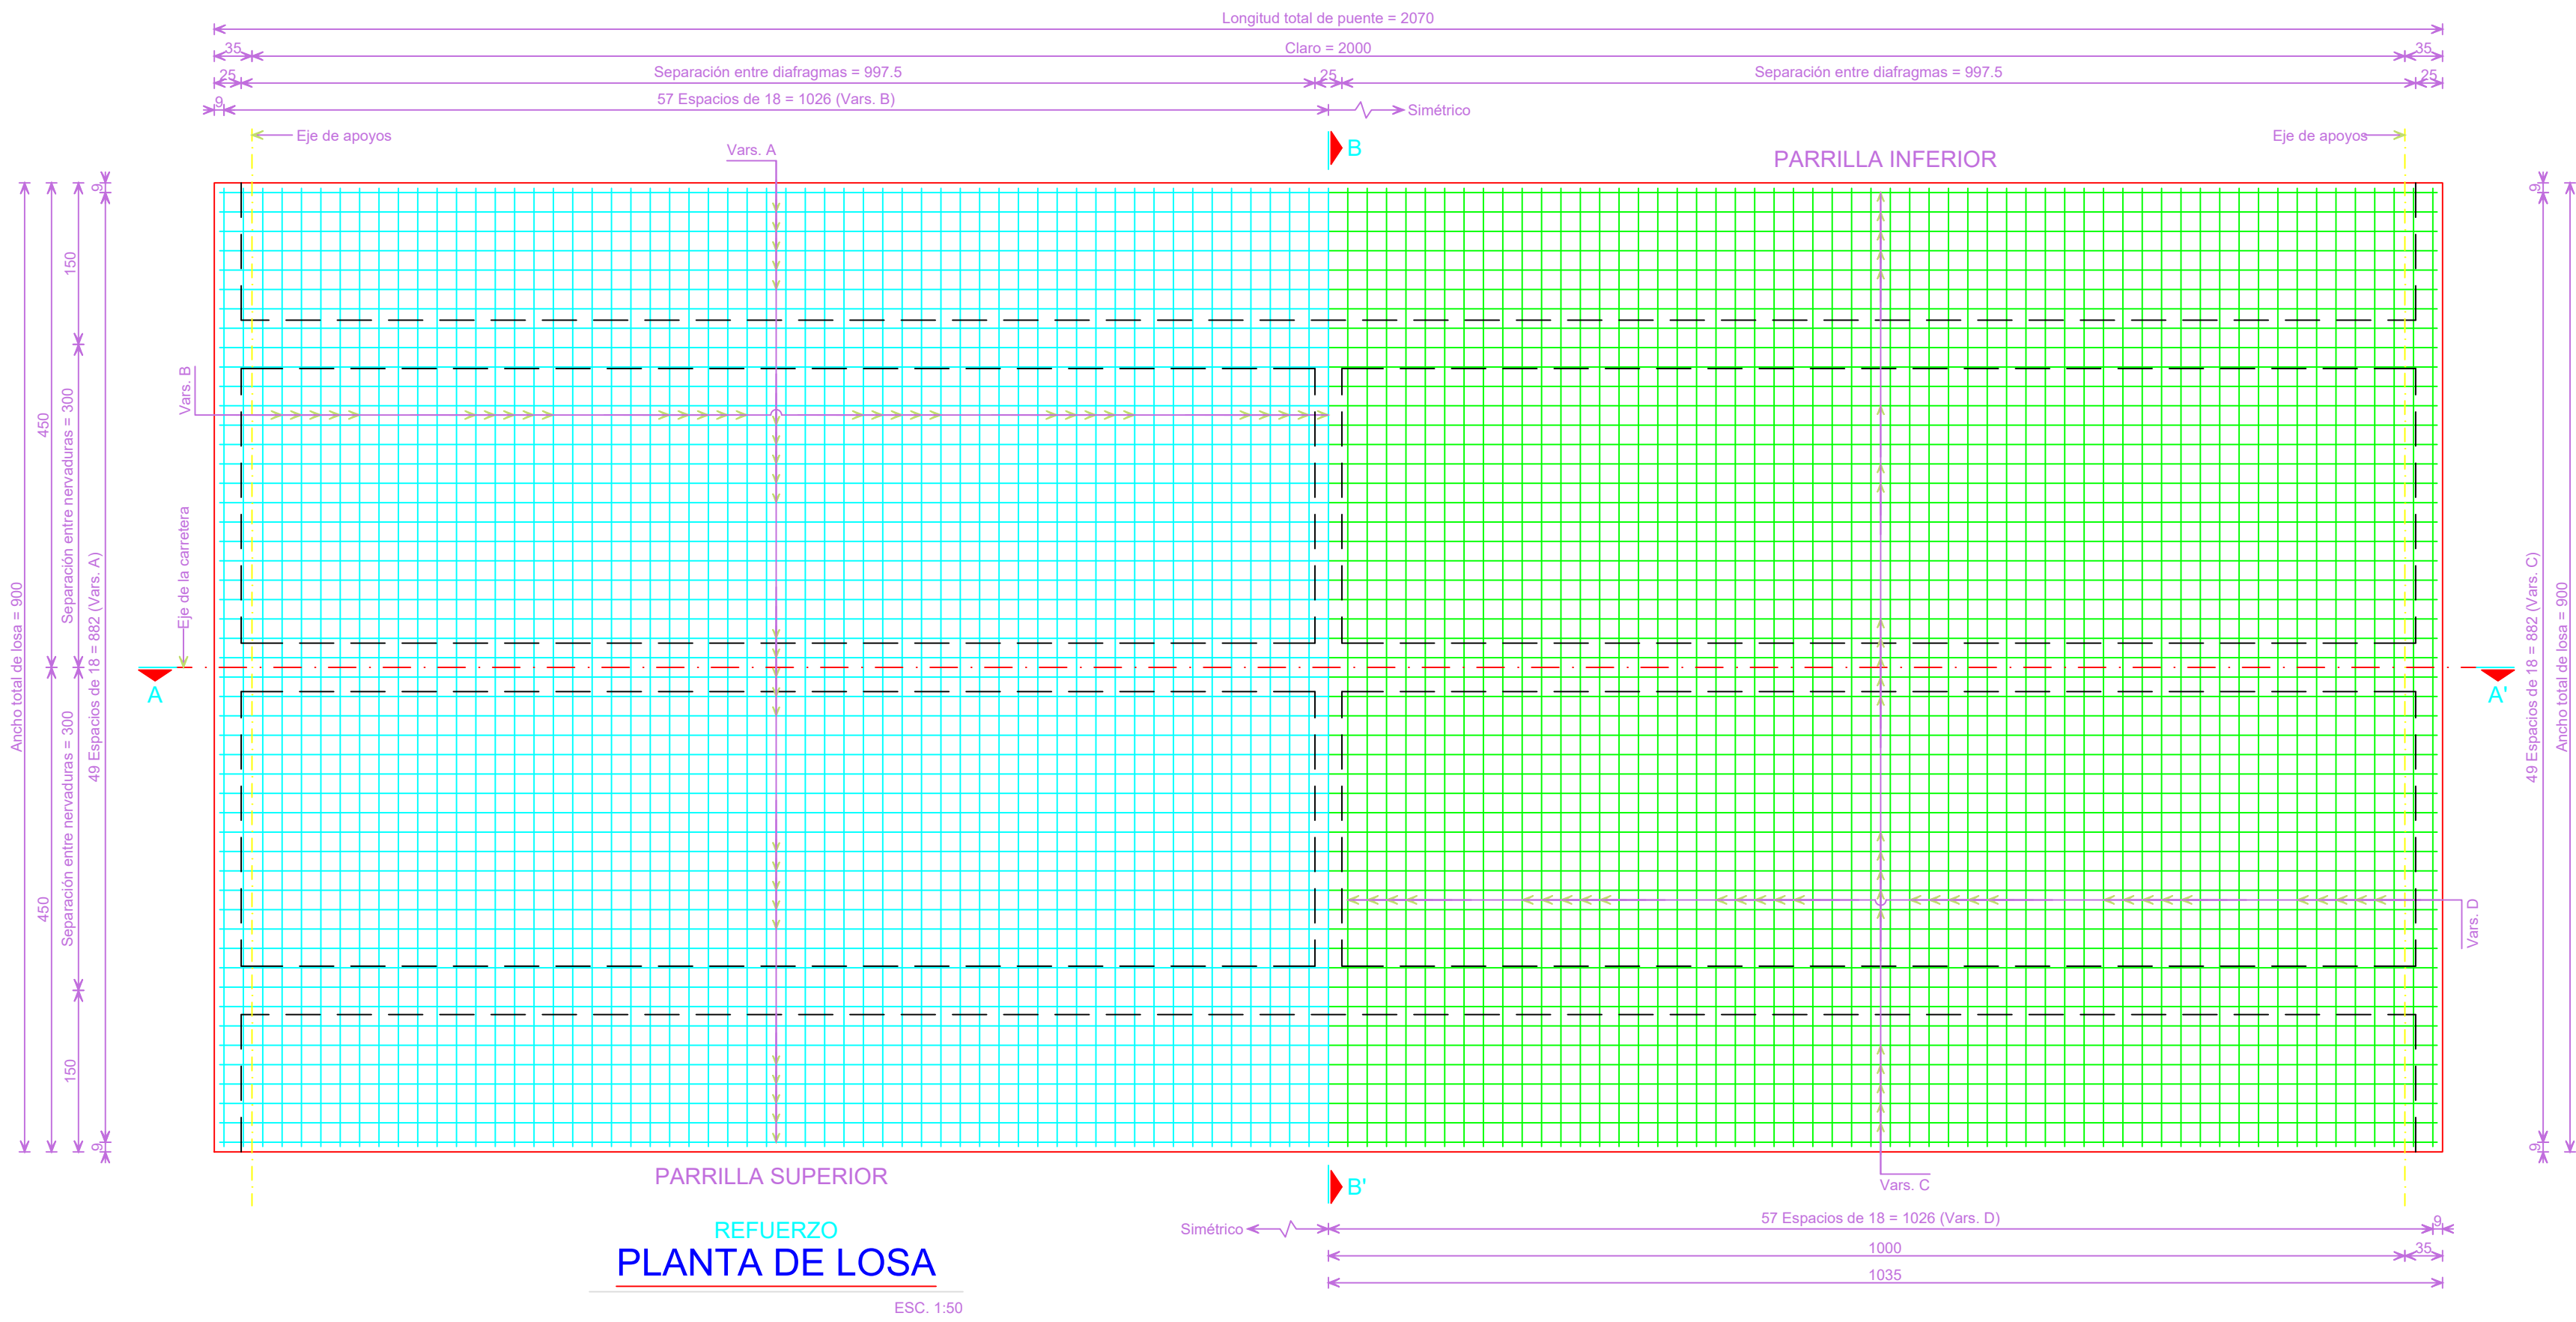 Longitud total de puente = 2070
35
Claro = 2000
35
25
Separación entre diafragmas = 997.5
25
Separación entre diafragmas = 997.5
25
9
57 Espacios de 18 = 1026 (Vars. B)
Simétrico
Eje de apoyos
Eje de apoyos
Vars. A
B
PARRILLA INFERIOR
Ancho total de losa = 900
450
450
150
Separación entre nervaduras = 300
Separación entre nervaduras = 300
150
9
49 Espacios de 18 = 882 (Vars. A)
9
Vars. B
Eje de la carretera
A
A'
9
49 Espacios de 18 = 882 (Vars. C)
9
Ancho total de losa = 900
Vars. D
PARRILLA SUPERIOR
B'
Vars. C
Simétrico
57 Espacios de 18 = 1026 (Vars. D)
9
1000
35
1035
REFUERZO
PLANTA DE LOSA
ESC. 1:50